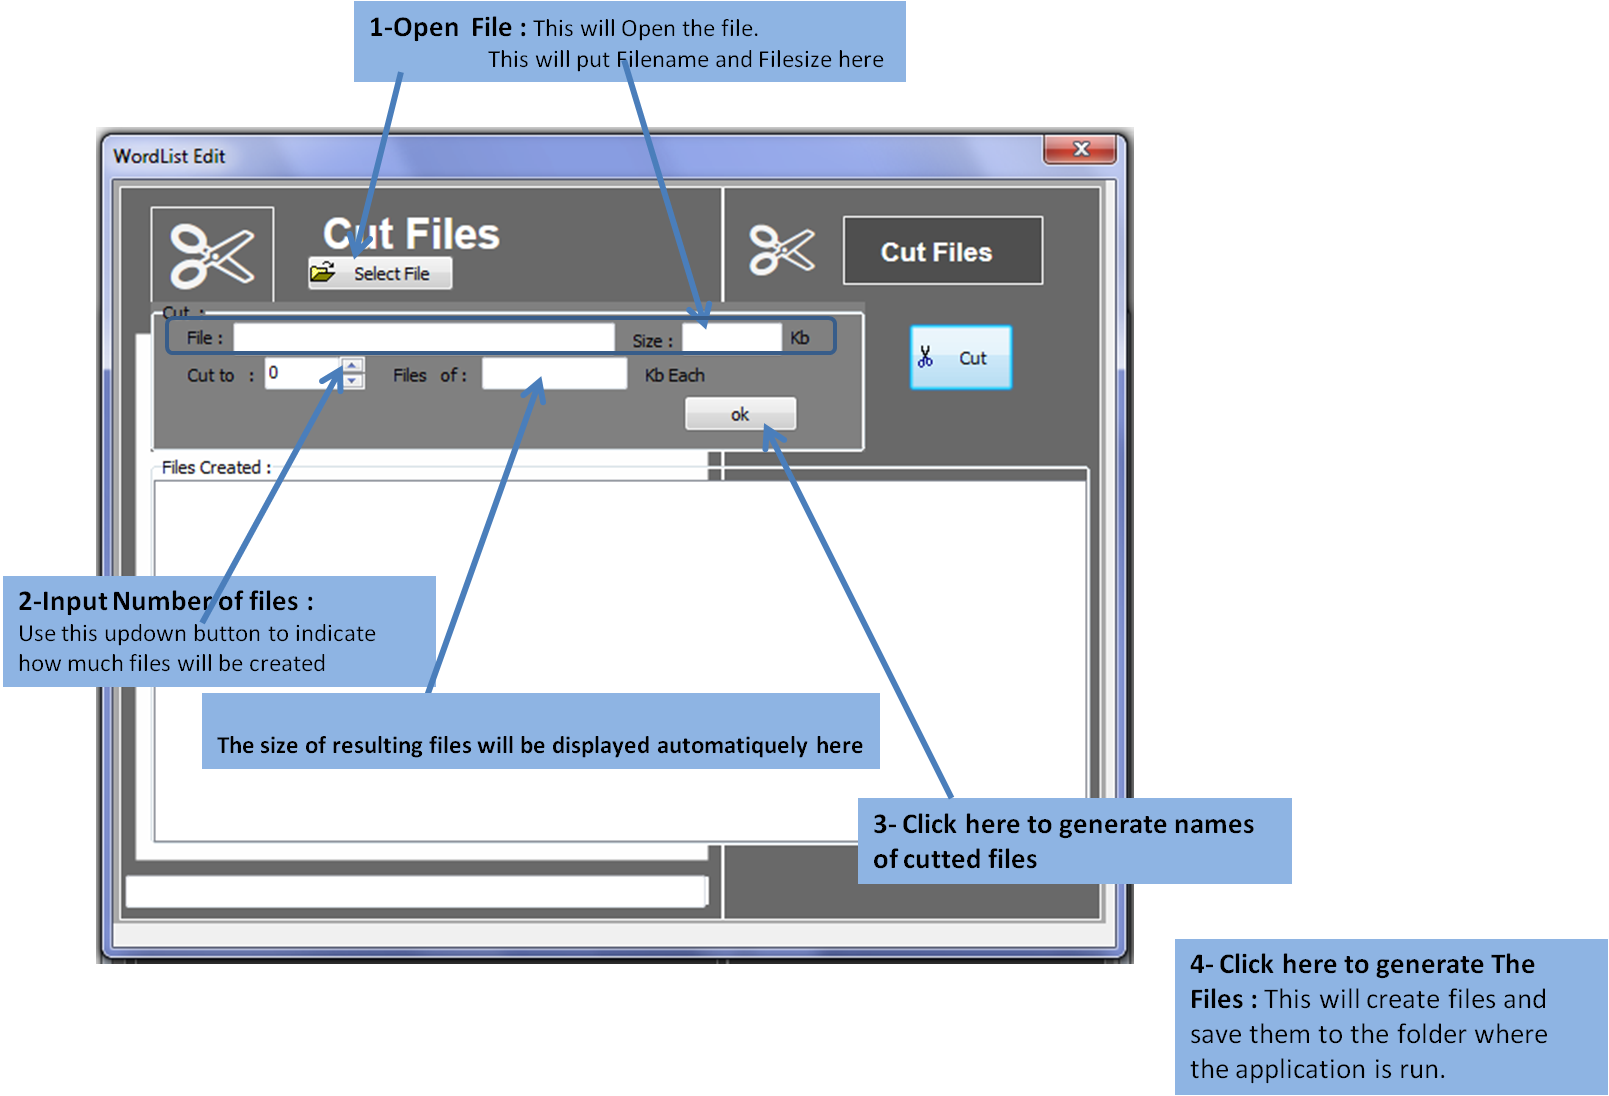 1-Open File : This will Open the file.
This will put Filename and Filesize here
WordList Edit
x
Cut Files
Select File
Cut Files
Cut :
File :
Size :
Kb
Cut to :
0
Files of :
Kb Each
Cut
ok
Files Created :
2-Input Number of files :
Use this updown button to indicate
how much files will be created
The size of resulting files will be displayed automatiquely here
3- Click here to generate names
of cutted files
4- Click here to generate The
Files : This will create files and
save them to the folder where
the application is run.